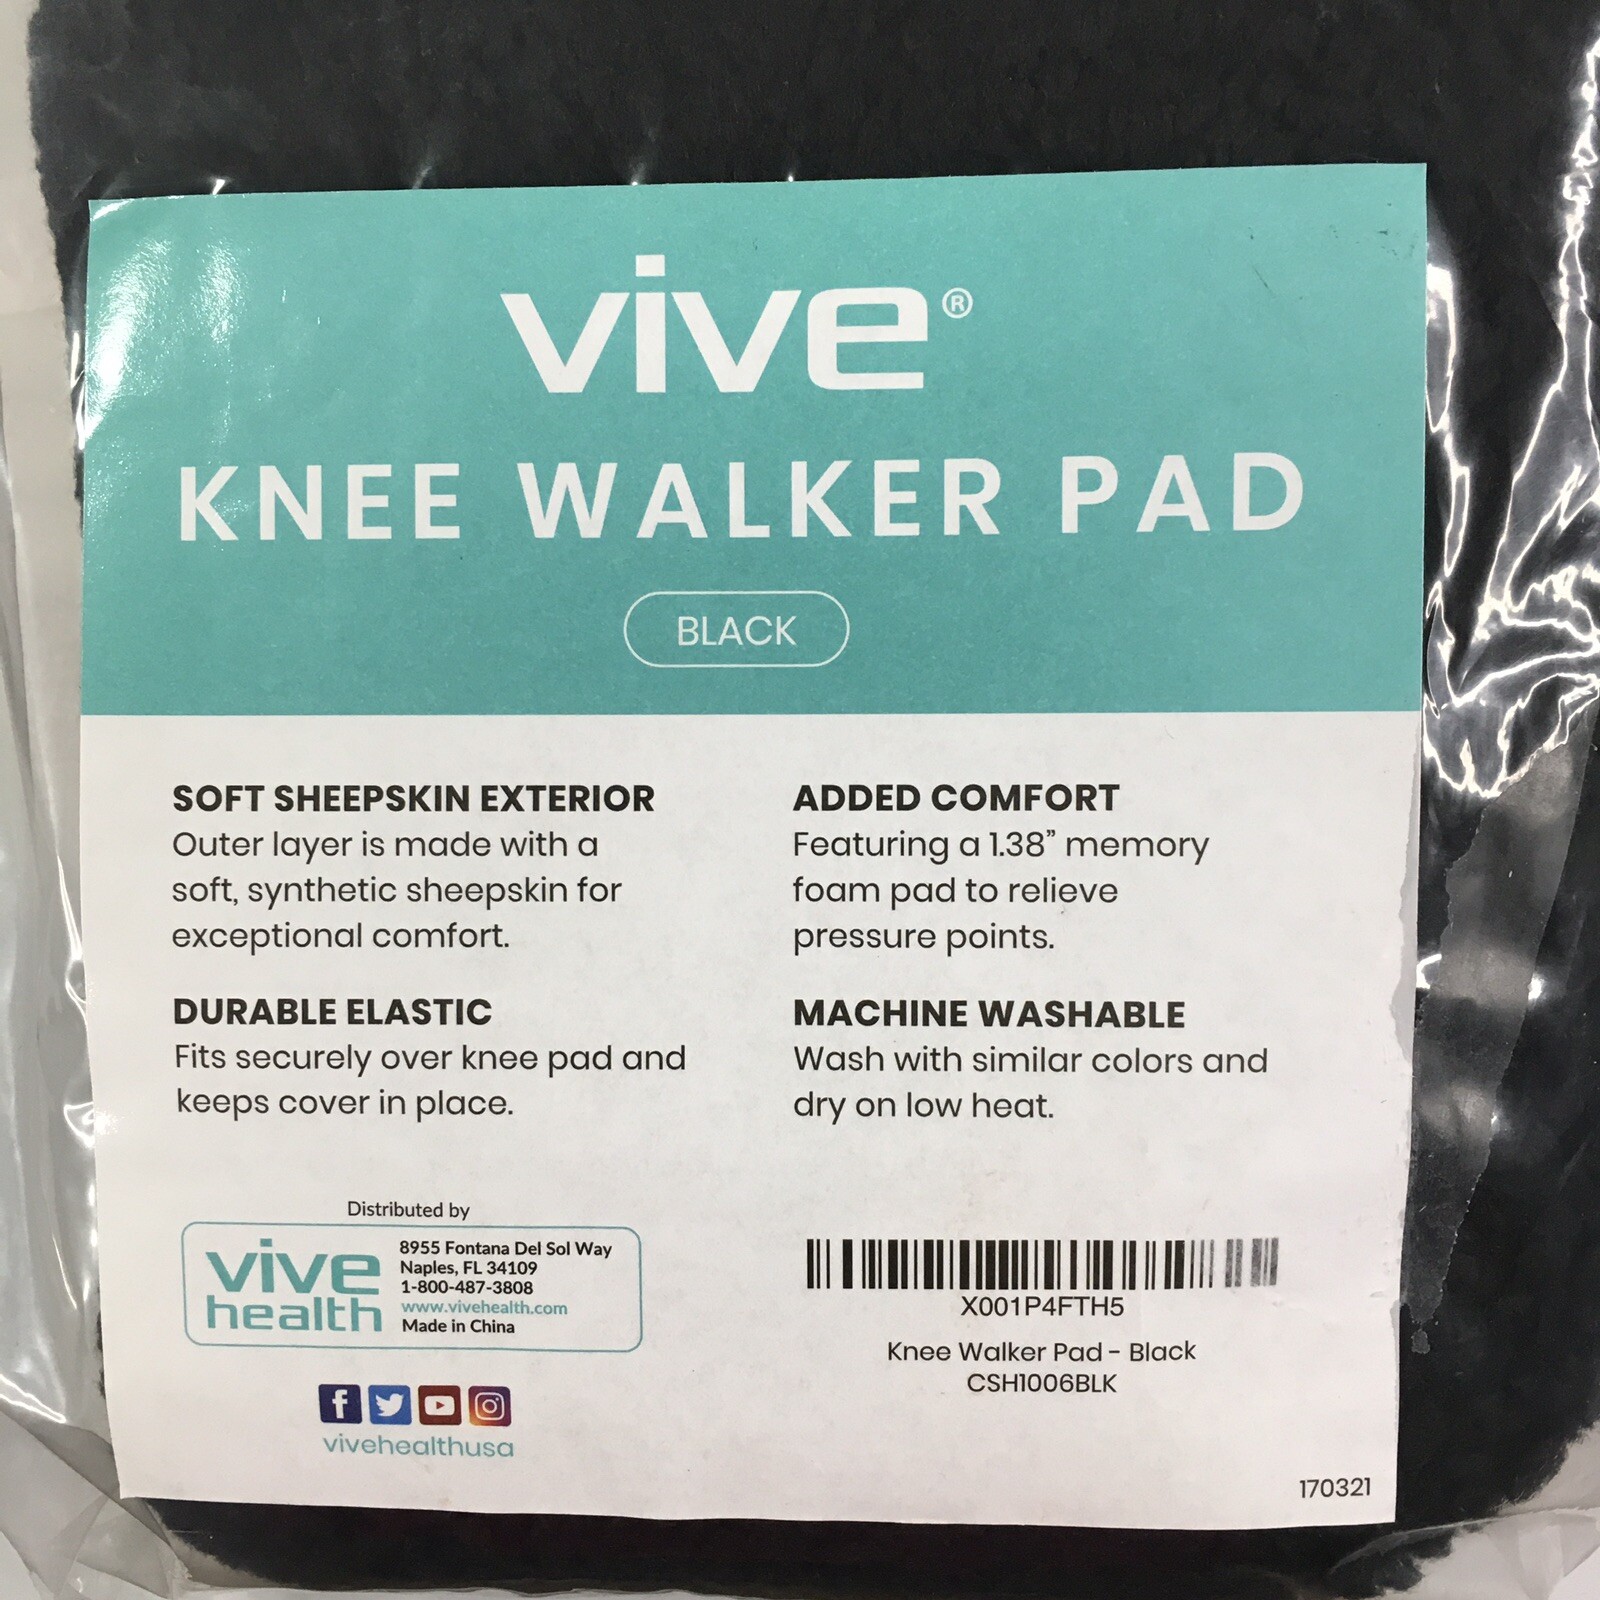 vive®
KNEE WALKER PAD
BLACK
SOFT SHEEPSKIN EXTERIOR
Outer layer is made with a
soft, synthetic sheepskin for
exceptional comfort.
ADDED COMFORT
Featuring a 1.38” memory
foam pad to relieve
pressure points.
DURABLE ELASTIC
Fits securely over knee pad and
keeps cover in place.
MACHINE WASHABLE
Wash with similar colors and
dry on low heat.
Distributed by
vive
health
8955 Fontana Del Sol Way
Naples, FL 34109
1-800-487-3808
www.vivehealth.com
Made in China
vivehealthusa
X001P4FTH5
Knee Walker Pad - Black
CSH1006BLK
170321